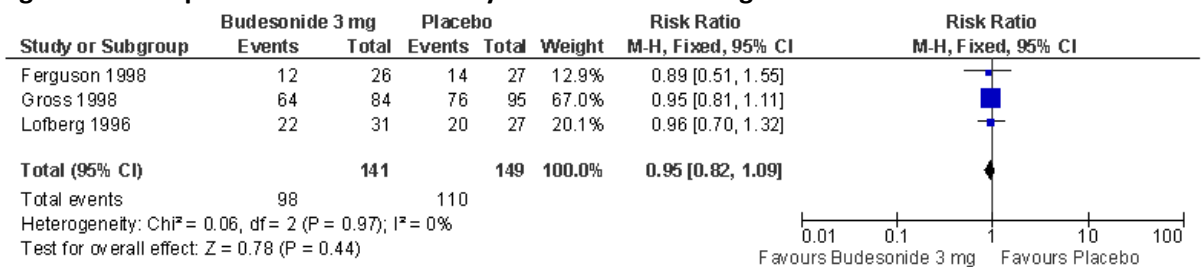 Budesonide 3 mg Placebo Risk Ratio Risk Ratio
Study or Subgroup Events Total Events Total Weight M-H, Fixed, 95% CI M-H, Fixed, 95% CI
Ferguson 1998 12 26 14 27 12.9% 0.89 [0.51, 1.55]
Gross 1998 64 84 76 95 67.0% 0.95 [0.81, 1.11]
Lofberg 1996 22 31 20 27 20.1% 0.96 [0.70, 1.32]
Total (95% CI) 141 149 100.0% 0.95 [0.82, 1.09]
Total events 98 110
Heterogeneity: Chi² = 0.06, df = 2 (P = 0.97); I² = 0%
Test for overall effect: Z = 0.78 (P = 0.44)
0.01 0.1 1 10 100
Favours Budesonide 3 mg Favours Placebo